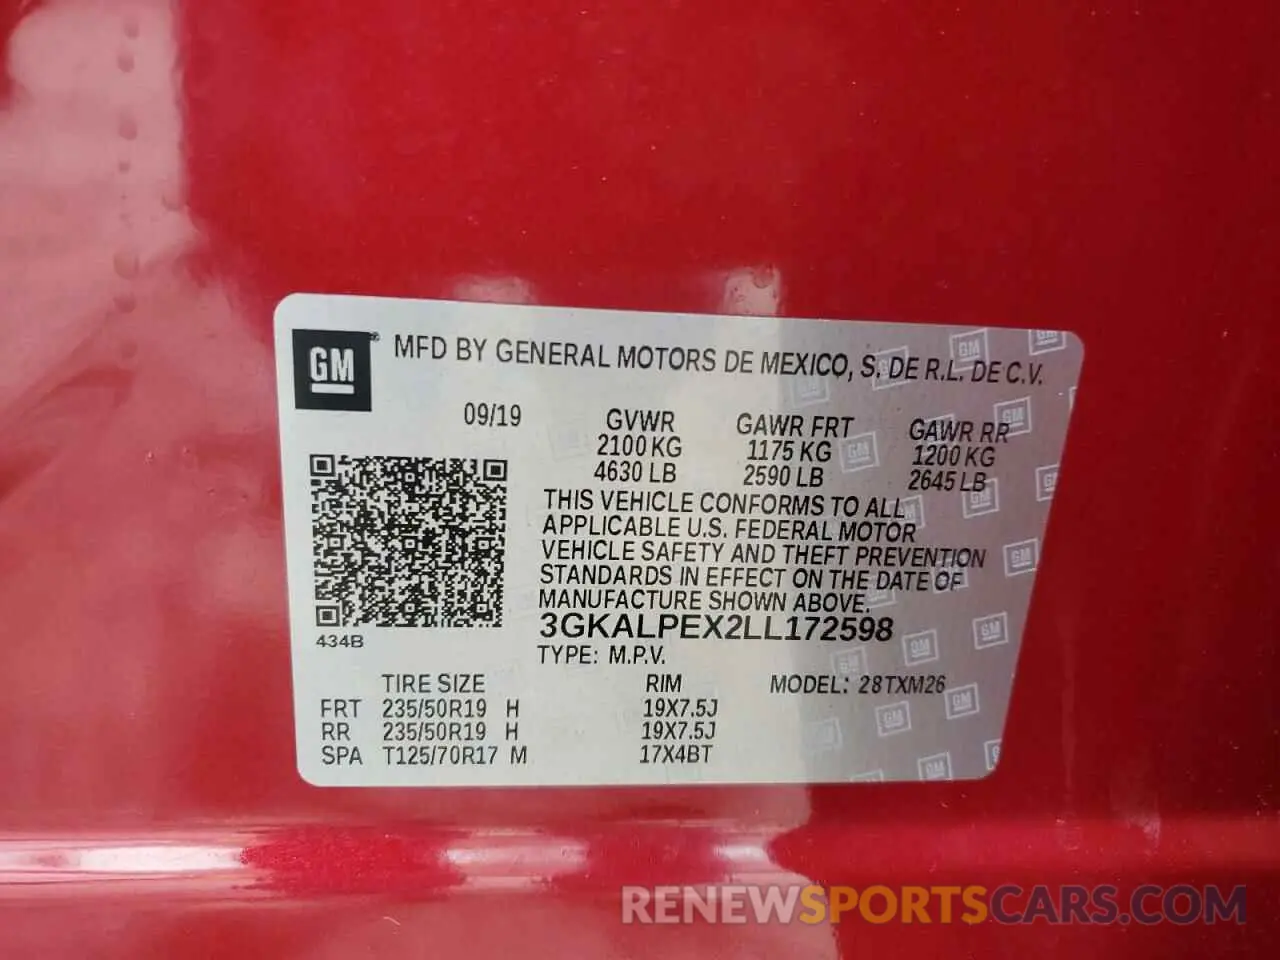 GM® MFD BY GENERAL MOTORS DE MEXICO, S. DE R.L. DE C.V.
09/19 GVWR GAWR FRT GAWR RR
2100 KG 1175 KG 1200 KG
4630 LB 2590 LB 2645 LB
THIS VEHICLE CONFORMS TO ALL
APPLICABLE U.S. FEDERAL MOTOR
VEHICLE SAFETY AND THEFT PREVENTION
STANDARDS IN EFFECT ON THE DATE OF
MANUFACTURE SHOWN ABOVE.
3GKALPEX2LL172598
434B
TYPE: M.P.V.
TIRE SIZE RIM MODEL: 28TXM26
FRT 235/50R19 H 19X7.5J
RR 235/50R19 H 19X7.5J
SPA T125/70R17 M 17X4BT
RENEWSPORTSCARS.COM